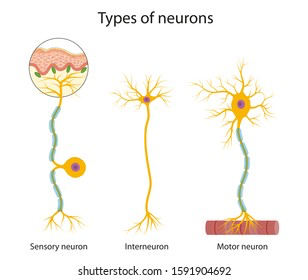 Types of neurons
Sensory neuron
Interneuron
Motor neuron
shutterstock.com · 1591904692